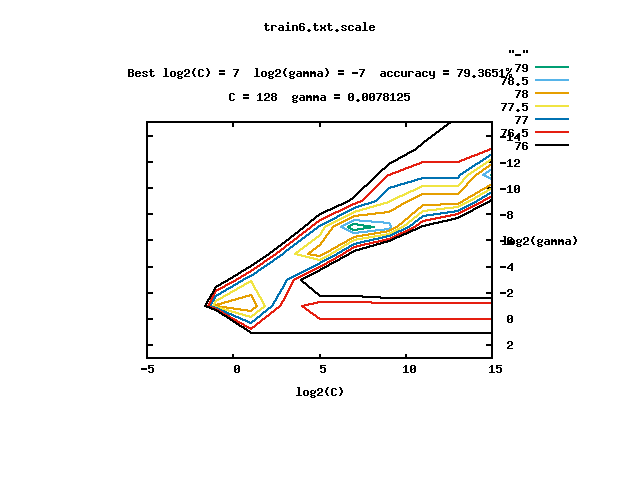 train6.txt.scale
"-"
Best log2(C) = 7  log2(gamma) = -7  accuracy = 79.3651%
79
78.5
C = 128  gamma = 0.0078125
78
77.5
77
76.5
76
-14
-12
-10
-8
-6
log2(gamma)
-4
-2
0
2
-5 0 5 10 15
log2(C)